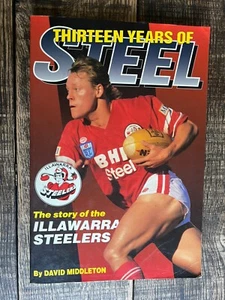 THIRTEEN YEARS OF
STEEL
BHP
Steel
ILLAWARRA
STEELERS
The story of the
ILLAWARRA
STEELERS
By DAVID MIDDLETON